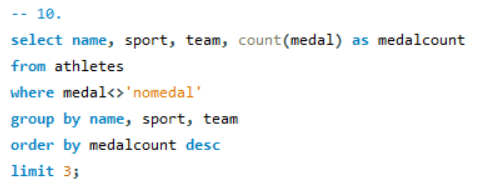 -- 10.
select name, sport, team, count(medal) as medalcount
from athletes
where medal<>'nomedal'
group by name, sport, team
order by medalcount desc
limit 3;